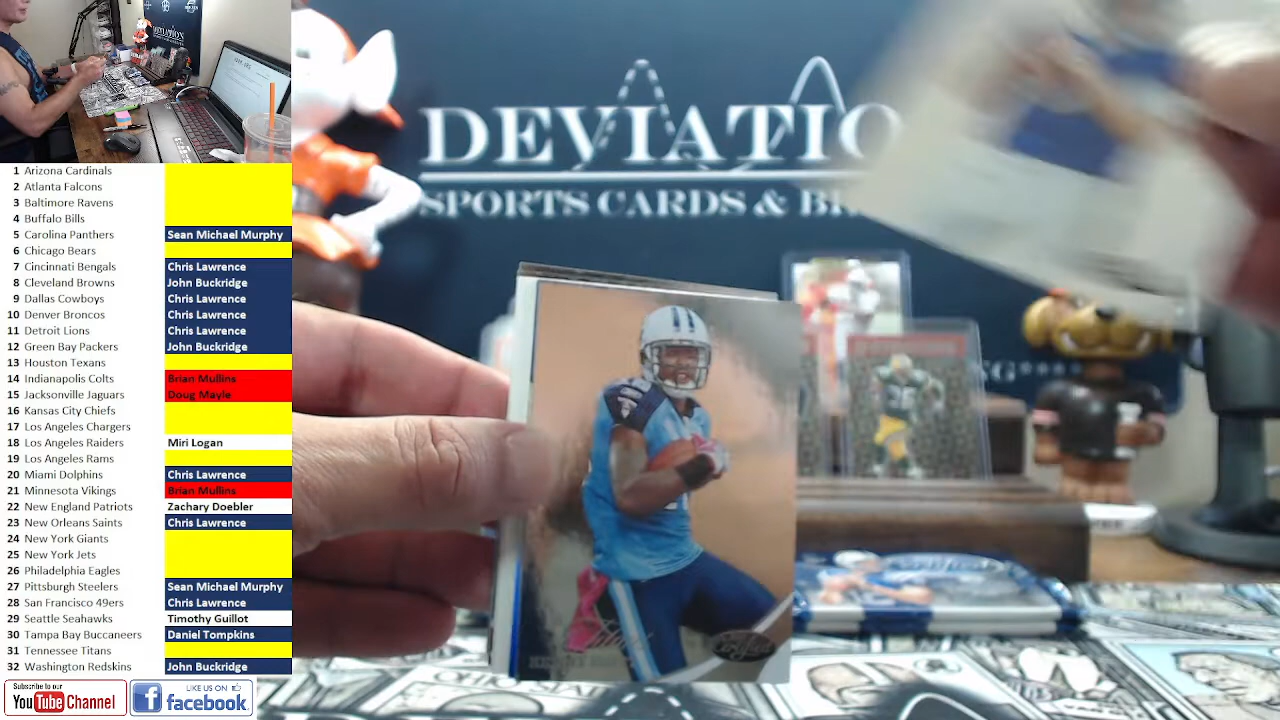 DEVIATIO
SPORTS CARDS & BR
NG****
1 Arizona Cardinals
2 Atlanta Falcons
3 Baltimore Ravens
4 Buffalo Bills
5 Carolina Panthers Sean Michael Murphy
6 Chicago Bears
7 Cincinnati Bengals Chris Lawrence
8 Cleveland Browns John Buckridge
9 Dallas Cowboys Chris Lawrence
10 Denver Broncos Chris Lawrence
11 Detroit Lions Chris Lawrence
12 Green Bay Packers John Buckridge
13 Houston Texans
14 Indianapolis Colts Brian Mullins
15 Jacksonville Jaguars Doug Mayle
16 Kansas City Chiefs
17 Los Angeles Chargers
18 Los Angeles Raiders Miri Logan
19 Los Angeles Rams
20 Miami Dolphins Chris Lawrence
21 Minnesota Vikings Brian Mullins
22 New England Patriots Zachary Doebler
23 New Orleans Saints Chris Lawrence
24 New York Giants
25 New York Jets
26 Philadelphia Eagles
27 Pittsburgh Steelers Sean Michael Murphy
28 San Francisco 49ers Chris Lawrence
29 Seattle Seahawks Timothy Guillot
30 Tampa Bay Buccaneers Daniel Tompkins
31 Tennessee Titans
32 Washington Redskins John Buckridge
Certified
Subscribe to our
YouTube Channel
LIKE US ON
facebook